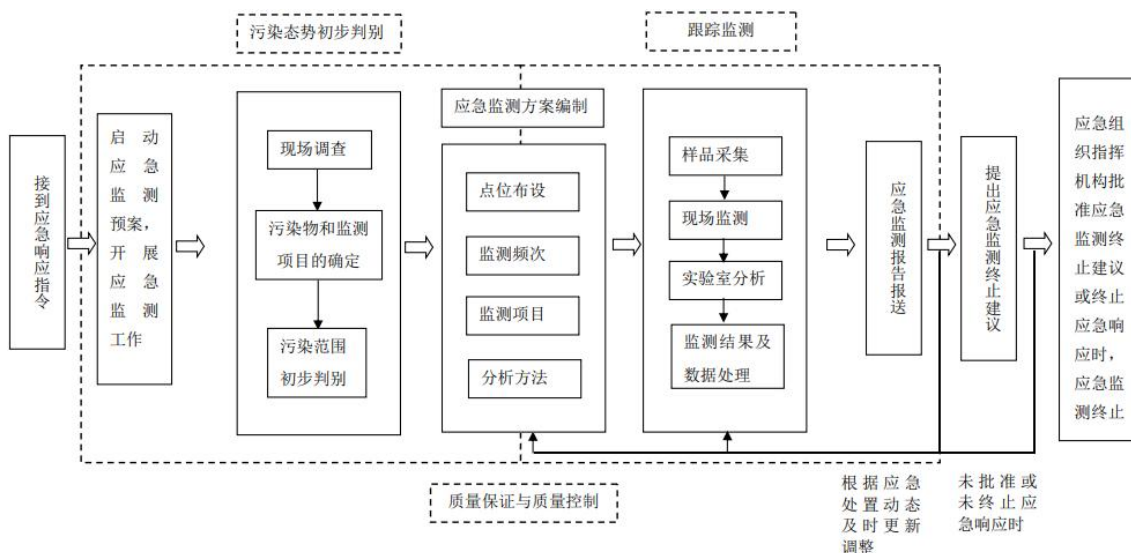 污染态势初步判别
跟踪监测
接到应急响应指令
启动
应急
监测
预案，
开展
应急
监测
工作
现场调查
污染物和监测
项目的确定
污染范围
初步判别
应急监测方案编制
点位布设
监测频次
监测项目
分析方法
样品采集
现场监测
实验室分析
监测结果及
数据处理
应急监测报告报送
提出应急监测终止建议
应急组
织指挥
机构批
准应急
监测终
止建议
或终止
应急响
应时，
应急监
测终止
质量保证与质量控制
根据应急
处置动态
及时更新
调整
未批准或
未终止应
急响应时